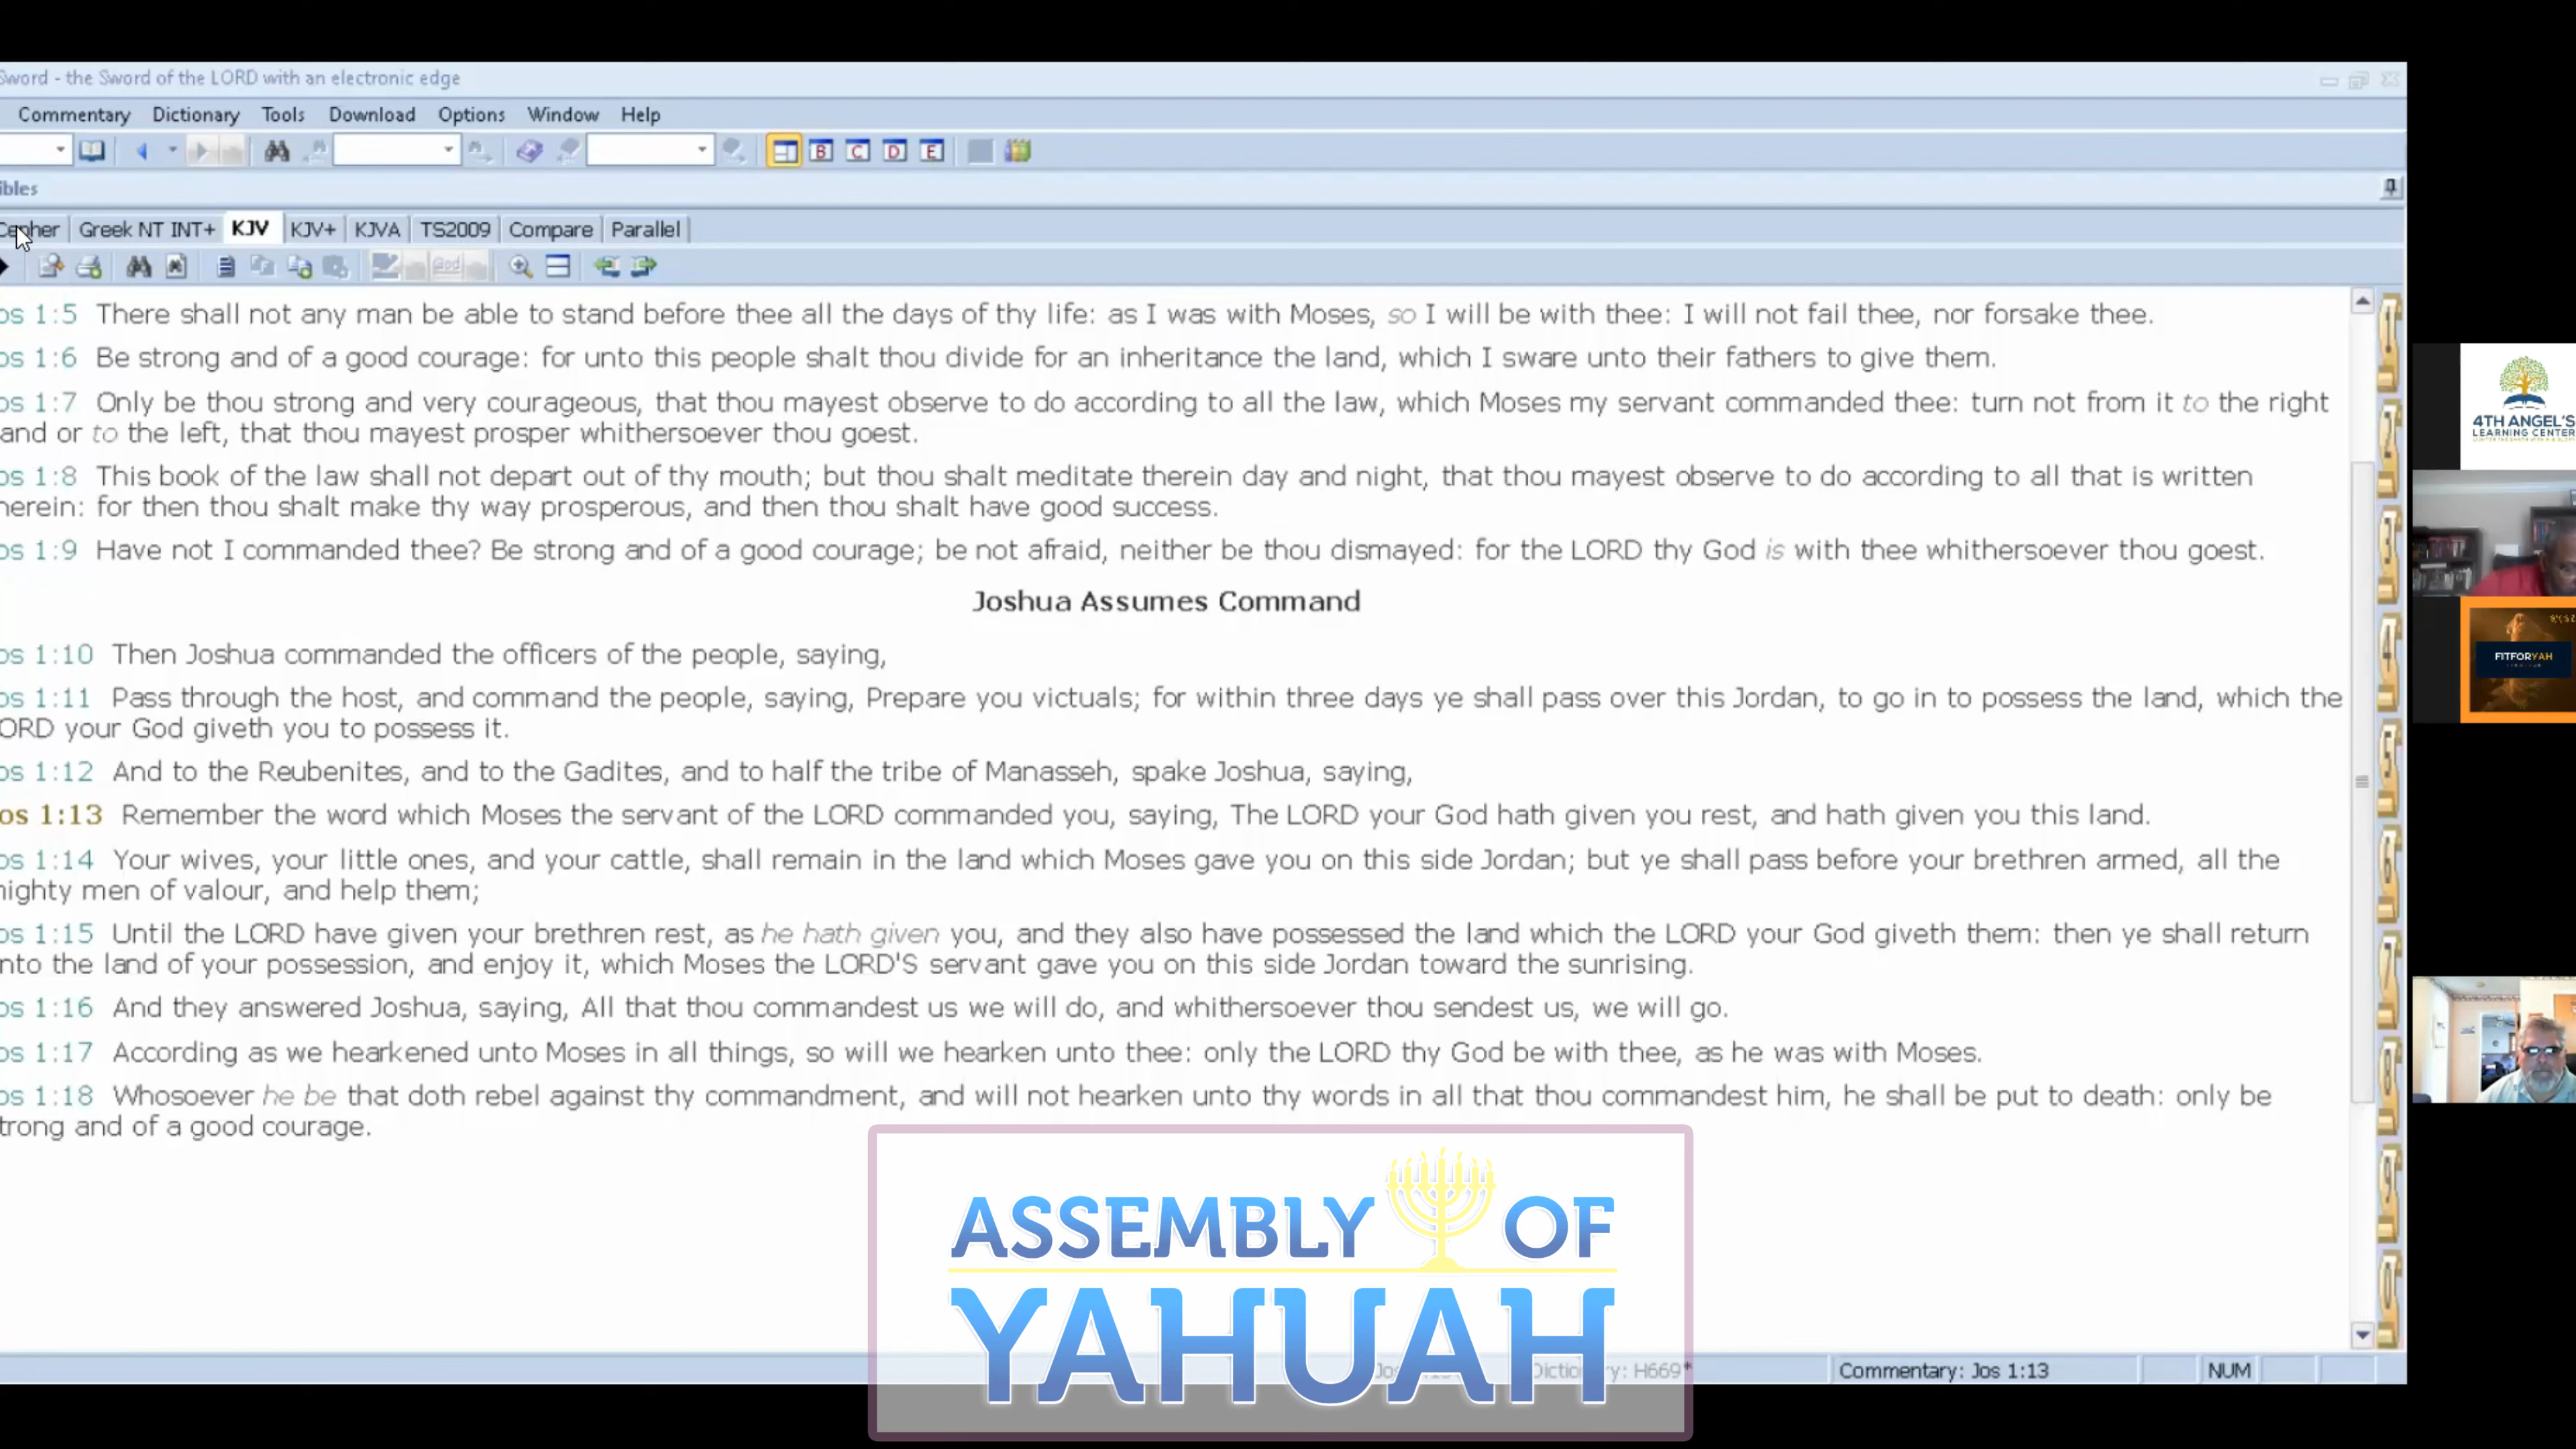 Sword - the Sword of the LORD with an electronic edge
Commentary Dictionary Tools Download Options Window Help
B C D E
ibles
Cepher Greek NT INT+ KJV KJV+ KJVA TS2009 Compare Parallel
God
os 1:5 There shall not any man be able to stand before thee all the days of thy life: as I was with Moses, so I will be with thee: I will not fail thee, nor forsake thee.
os 1:6 Be strong and of a good courage: for unto this people shalt thou divide for an inheritance the land, which I sware unto their fathers to give them.
os 1:7 Only be thou strong and very courageous, that thou mayest observe to do according to all the law, which Moses my servant commanded thee: turn not from it to the right
and or to the left, that thou mayest prosper whithersoever thou goest.
os 1:8 This book of the law shall not depart out of thy mouth; but thou shalt meditate therein day and night, that thou mayest observe to do according to all that is written
herein: for then thou shalt make thy way prosperous, and then thou shalt have good success.
os 1:9 Have not I commanded thee? Be strong and of a good courage; be not afraid, neither be thou dismayed: for the LORD thy God is with thee whithersoever thou goest.
Joshua Assumes Command
os 1:10 Then Joshua commanded the officers of the people, saying,
os 1:11 Pass through the host, and command the people, saying, Prepare you victuals; for within three days ye shall pass over this Jordan, to go in to possess the land, which the
ORD your God giveth you to possess it.
os 1:12 And to the Reubenites, and to the Gadites, and to half the tribe of Manasseh, spake Joshua, saying,
os 1:13 Remember the word which Moses the servant of the LORD commanded you, saying, The LORD your God hath given you rest, and hath given you this land.
os 1:14 Your wives, your little ones, and your cattle, shall remain in the land which Moses gave you on this side Jordan; but ye shall pass before your brethren armed, all the
mighty men of valour, and help them;
os 1:15 Until the LORD have given your brethren rest, as he hath given you, and they also have possessed the land which the LORD your God giveth them: then ye shall return
nto the land of your possession, and enjoy it, which Moses the LORD'S servant gave you on this side Jordan toward the sunrising.
os 1:16 And they answered Joshua, saying, All that thou commandest us we will do, and whithersoever thou sendest us, we will go.
os 1:17 According as we hearkened unto Moses in all things, so will we hearken unto thee: only the LORD thy God be with thee, as he was with Moses.
os 1:18 Whosoever he be that doth rebel against thy commandment, and will not hearken unto thy words in all that thou commandest him, he shall be put to death: only be
trong and of a good courage.
1
2
3
4
5
6
7
8
9
0
4TH ANGEL'S
LEARNING CENTER
FITFORYAH
ASSEMBLY OF
YAHUAH
Dictionary: H669* Commentary: Jos 1:13 NUM